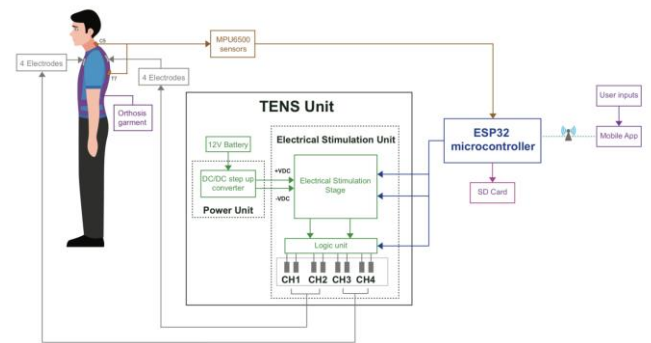 C5
MPU6500
sensors
4 Electrodes
4 Electrodes
T7
Orthosis
garment
TENS Unit
12V Battery
DC/DC step up
converter
Power Unit
+VDC
-VDC
Electrical Stimulation Unit
Electrical Stimulation
Stage
Logic unit
CH1 CH2 CH3 CH4
ESP32
microcontroller
SD Card
User inputs
Mobile App